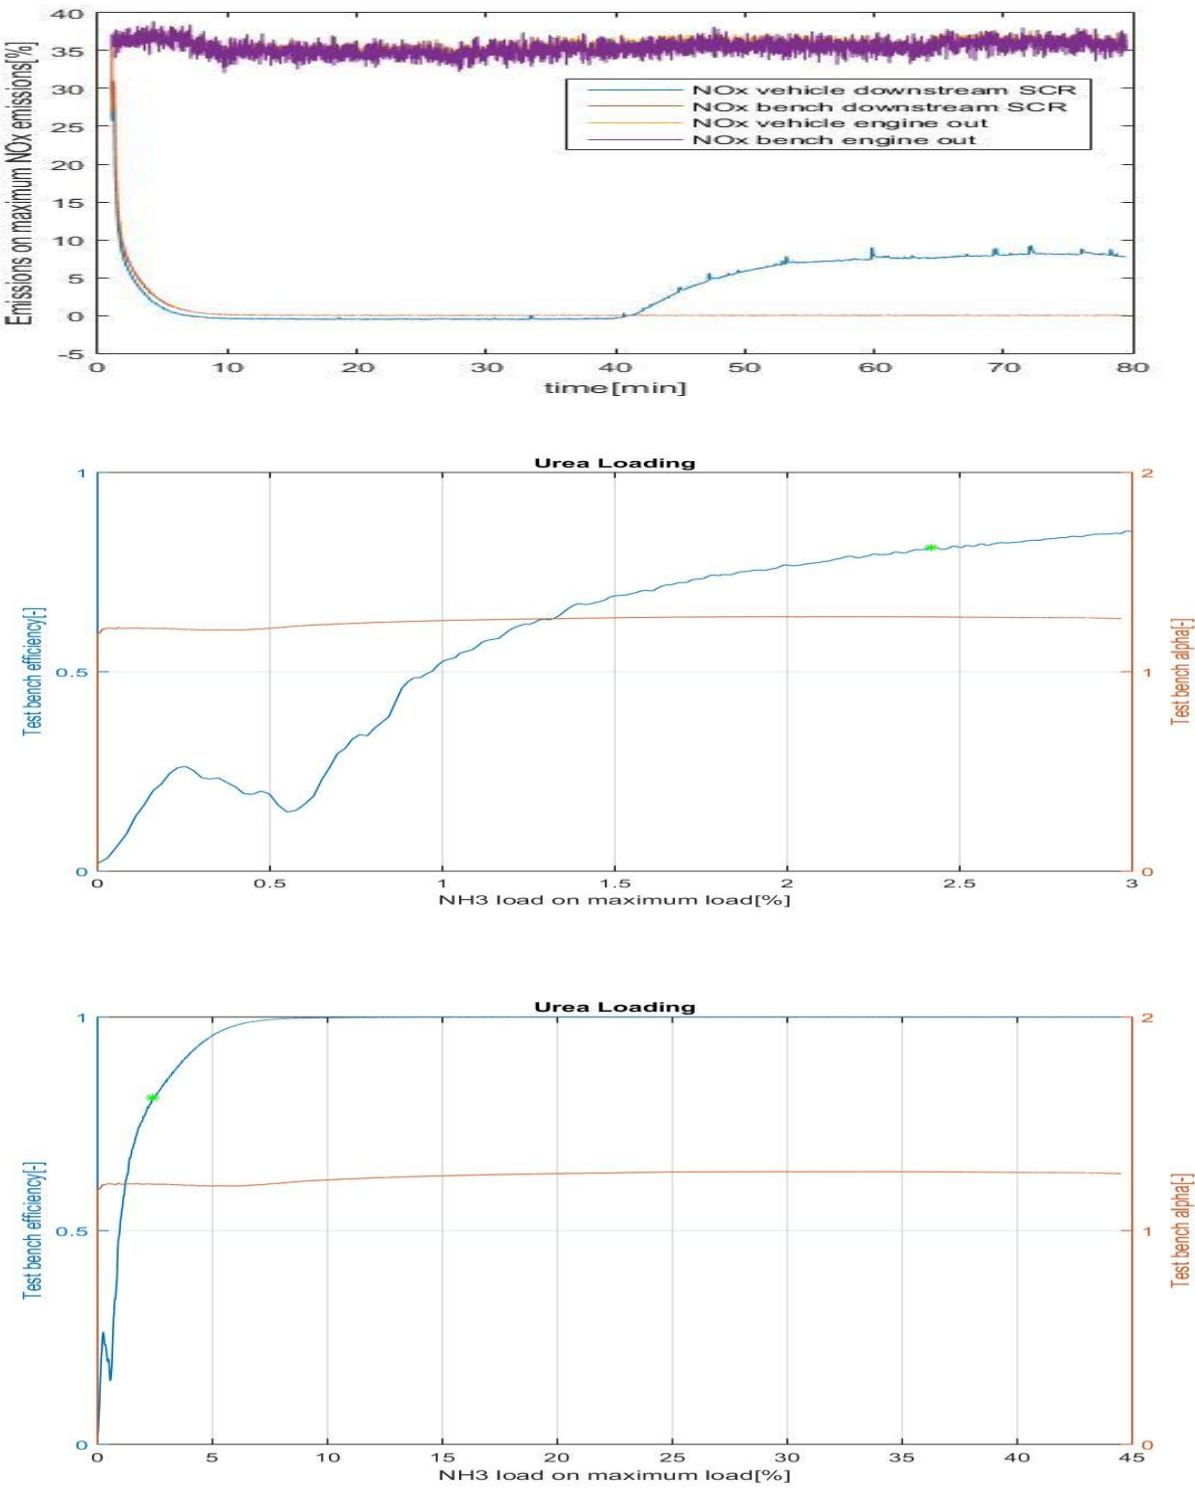 Emissions on maximum NOx emissions[%]
40
35
30
25
20
15
10
5
0
-5
NOx vehicle downstream SCR
NOx bench downstream SCR
NOx vehicle engine out
NOx bench engine out
0 10 20 30 40 50 60 70 80
time[min]
Urea Loading
Test bench efficiency[-]
1
0.5
0
2
1
0
Test bench alpha[-]
0 0.5 1 1.5 2 2.5 3
NH3 load on maximum load[%]
Urea Loading
Test bench efficiency[-]
1
0.5
0
2
1
0
Test bench alpha[-]
0 5 10 15 20 25 30 35 40 45
NH3 load on maximum load[%]